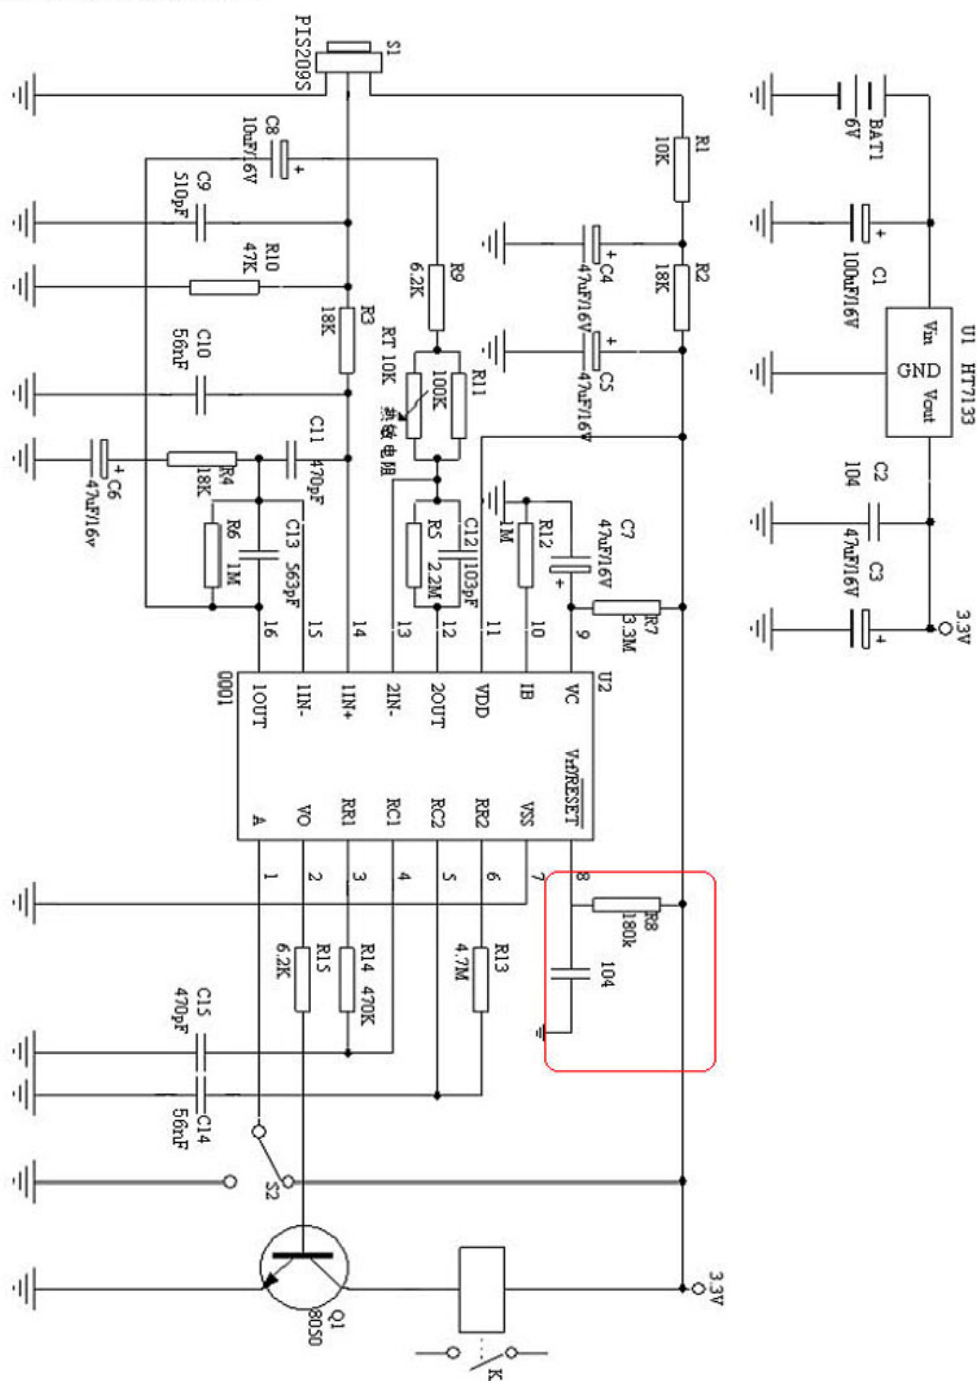 PIS209S
S1
C8
10uF/16V
+
C9
510pF
R10
47K
R3
18K
C10
56nF
C11
470pF
R4
18K
C6
47uF/16v
+
R6
1M
C13
563pF
R9
6.2K
RT 10K
热敏电阻
R11
100K
R5
2.2M
C12
103pF
R1
10K
R2
18K
C4
47uF/16V
+
C5
47uF/16V
+
R12
1M
C7
47uF/16V
+
R7
3.3M
BAT1
6V
C1
100uF/16V
+
U1
HT7133
Vin
GND
Vout
C2
104
C3
47uF/16V
+
3.3V
16
15
14
13
12
11
10
9
0001
U2
1OUT
1IN-
1IN+
2IN-
2OUT
VDD
IB
VC
A
VO
RR1
RC1
RC2
RR2
VSS
Vrf/RESET
1
2
3
4
5
6
7
8
R8
180k
104
R15
6.2K
R14
470K
R13
4.7M
C15
470pF
C14
56nF
S2
Q1
8050
3.3V
K